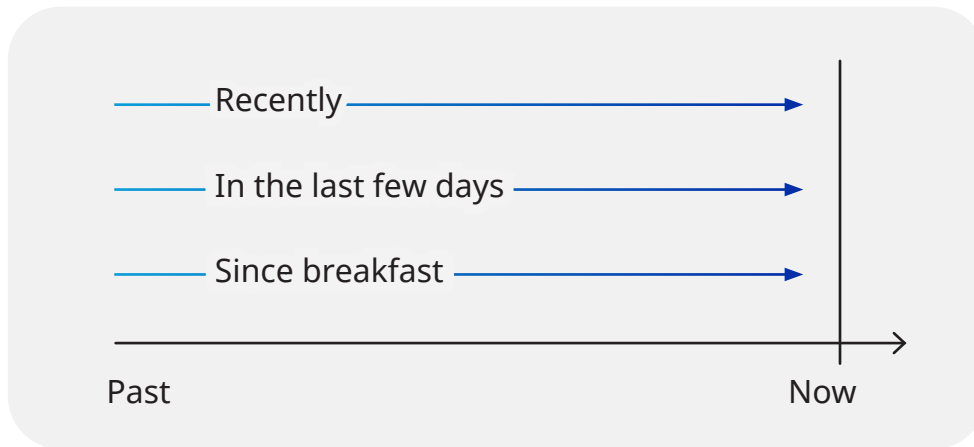 Recently
In the last few days
Since breakfast
Past Now